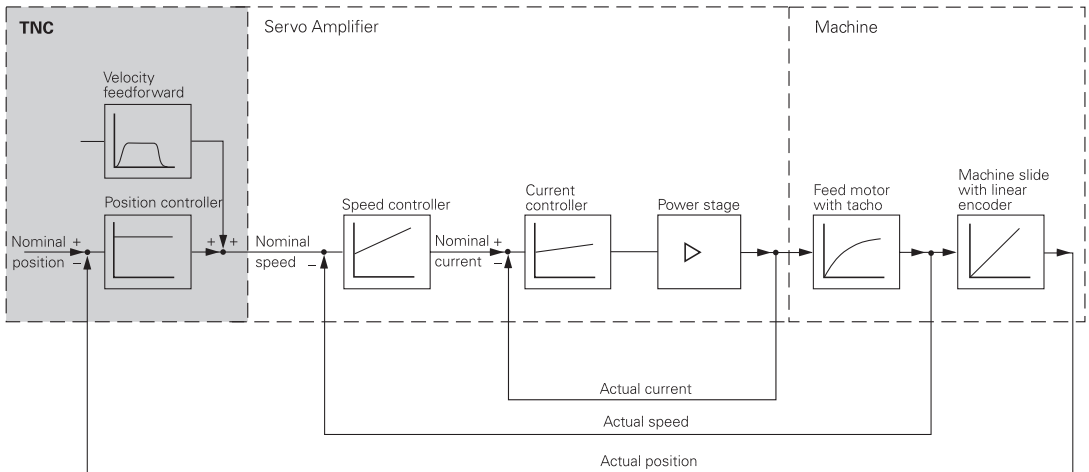 TNC
Servo Amplifier
Machine
Velocity
feedforward
Position controller
Nominal +
position –
+ +
Nominal
speed –
Speed controller
Nominal +
current –
Current
controller
Power stage
Feed motor
with tacho
Machine slide
with linear
encoder
Actual current
Actual speed
Actual position